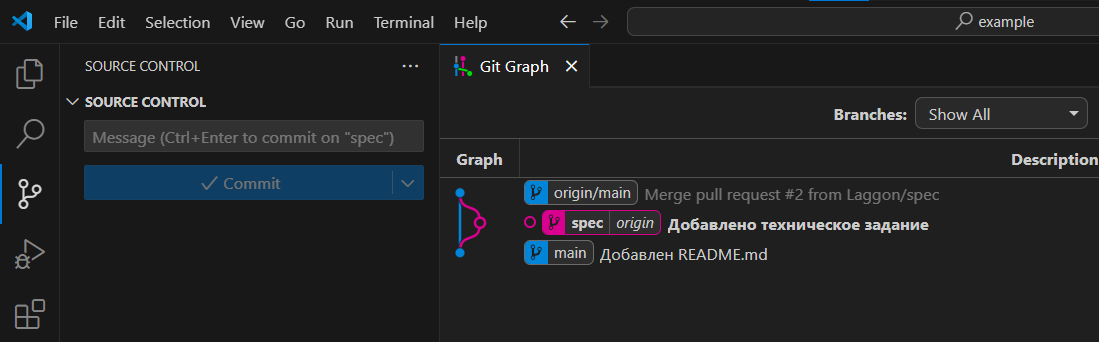 File Edit Selection View Go Run Terminal Help example
SOURCE CONTROL ···
SOURCE CONTROL
Message (Ctrl+Enter to commit on "spec")
Commit
Git Graph
Branches: Show All
Graph Description
origin/main Merge pull request #2 from Laggon/spec
spec origin Добавлено техническое задание
main Добавлен README.md